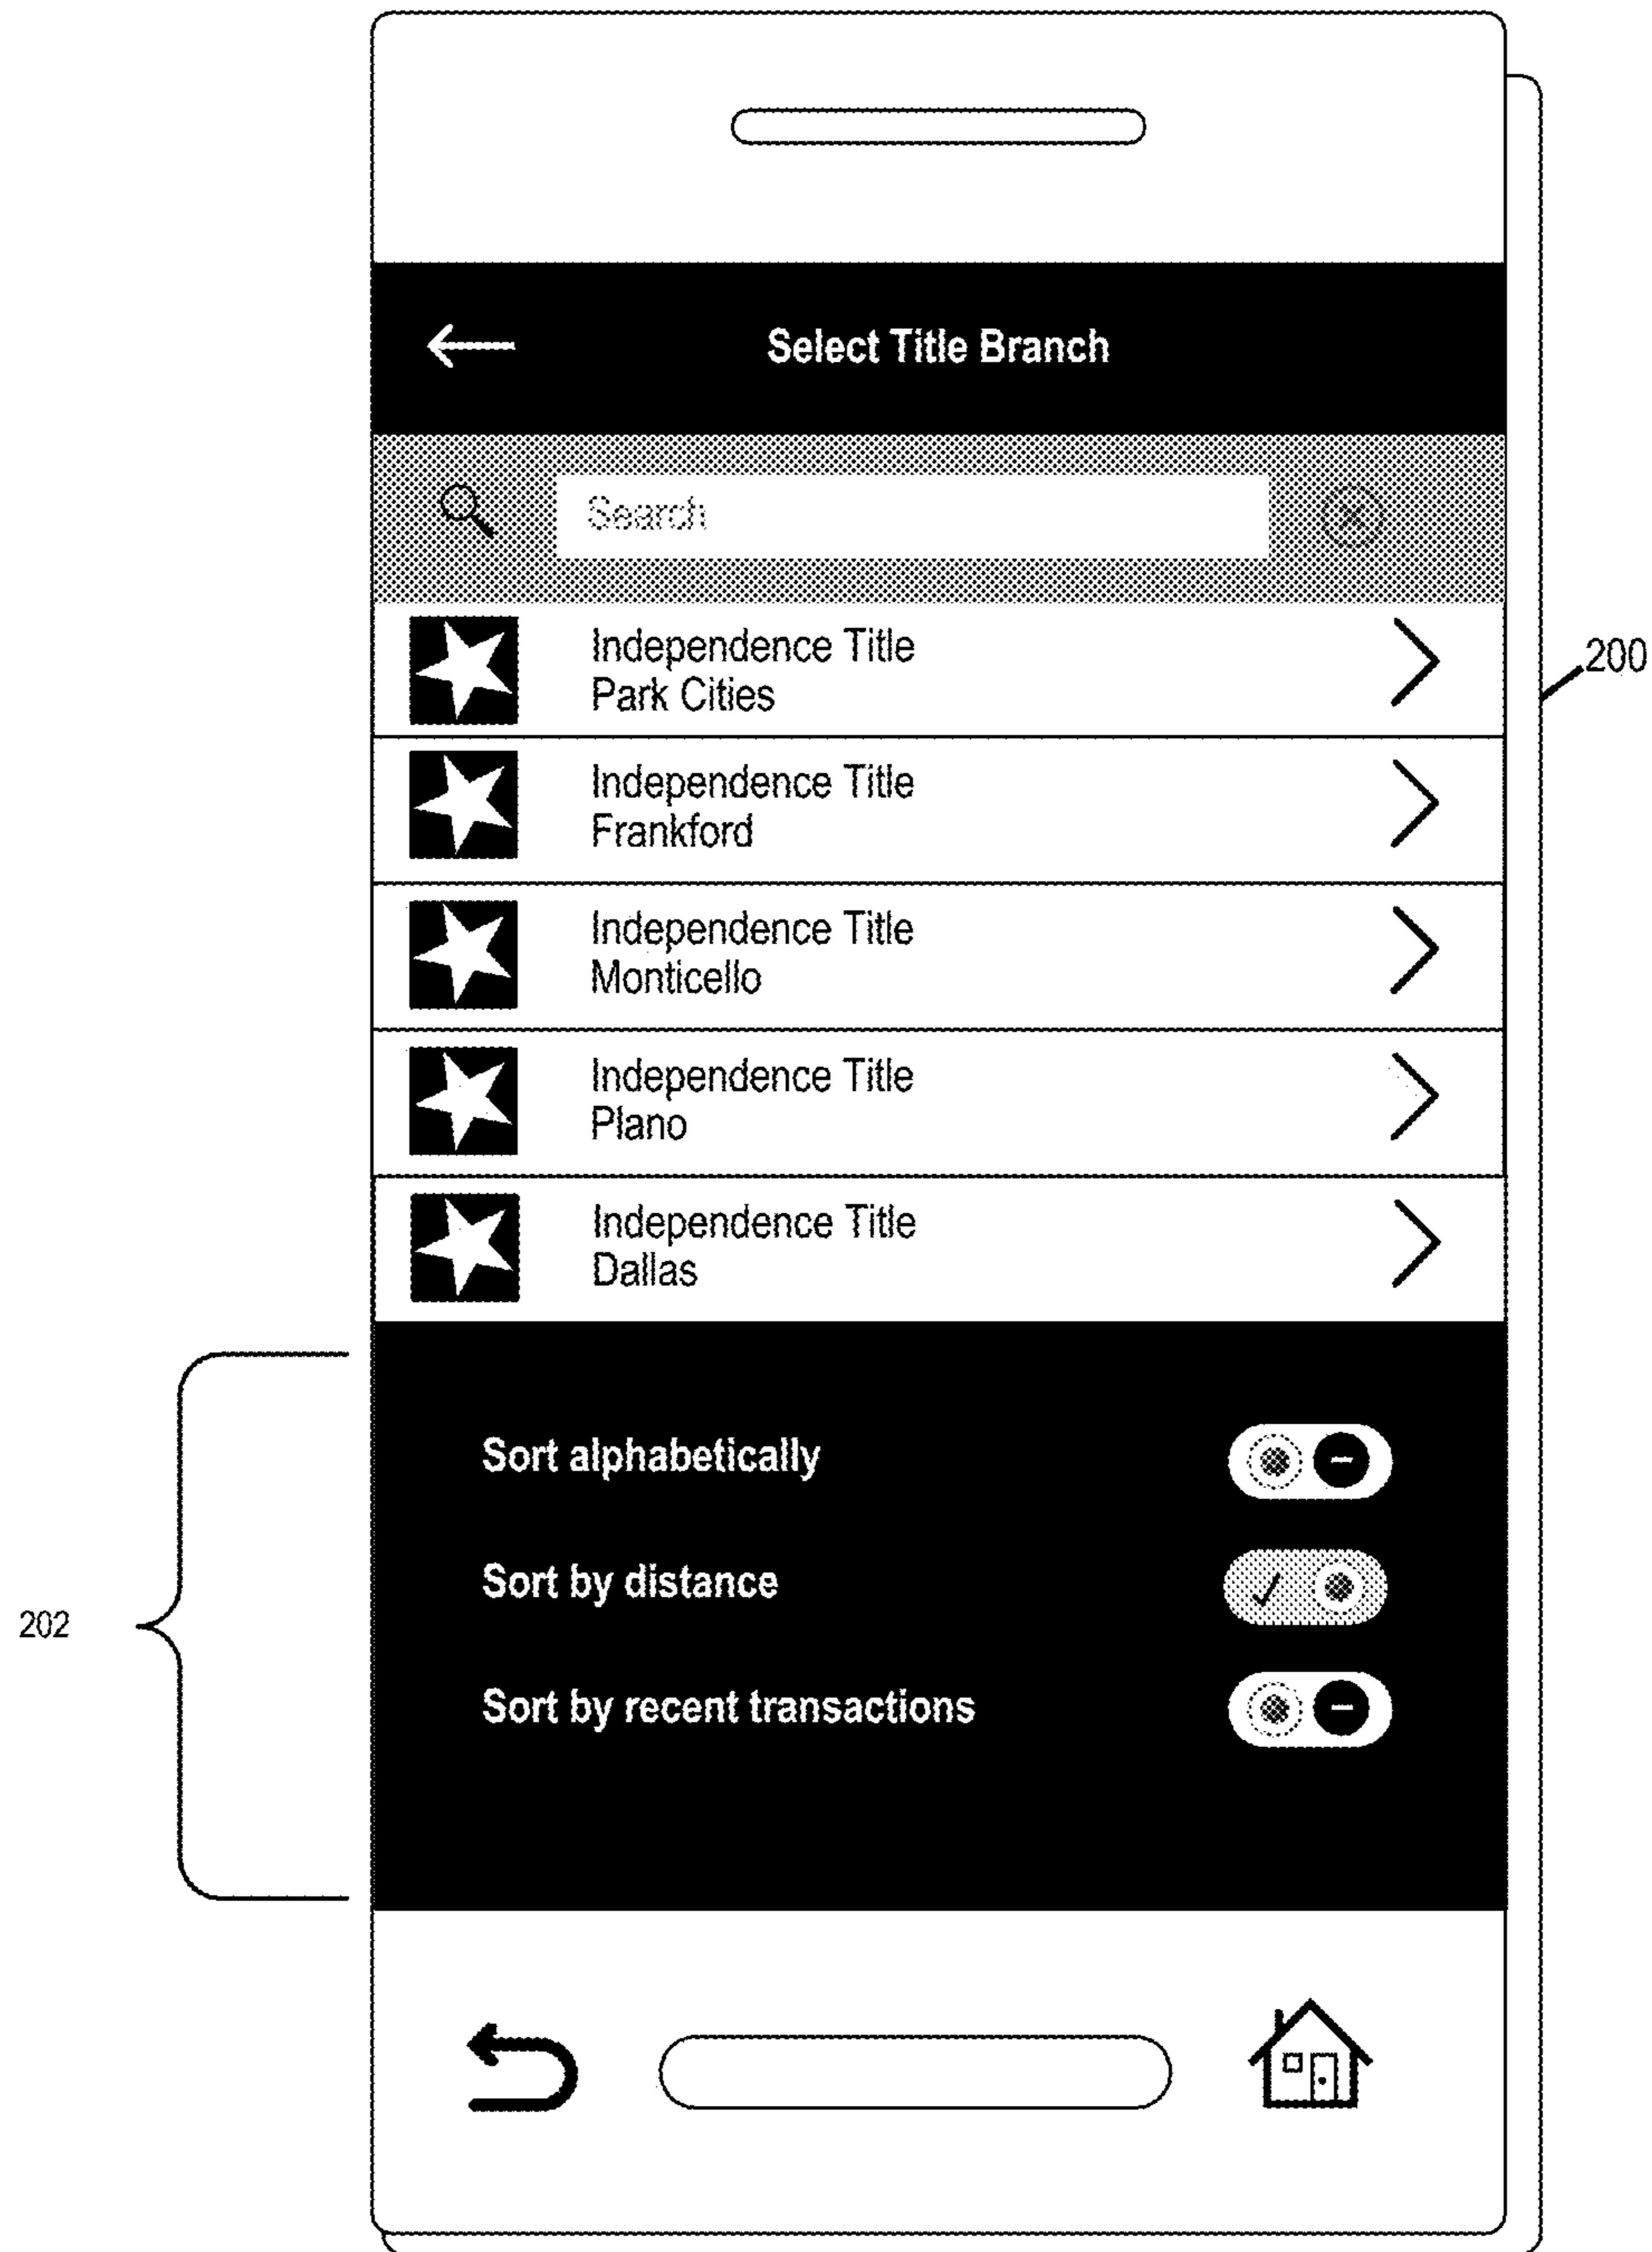 Select Title Branch
Search
Independence Title
Park Cities
200
Independence Title
Frankford
Independence Title
Monticello
Independence Title
Plano
Independence Title
Dallas
Sort alphabetically
Sort by distance
202
Sort by recent transactions